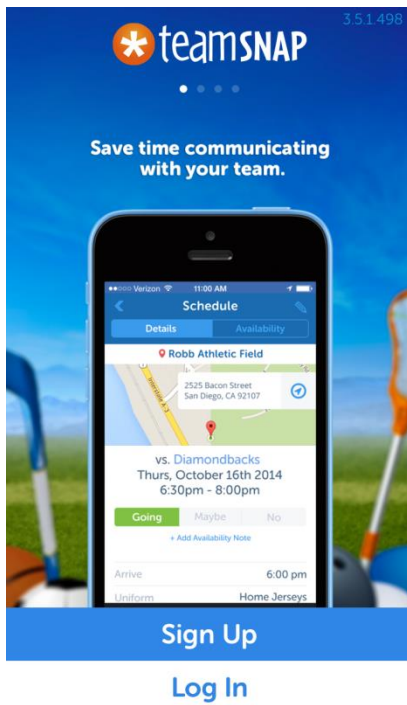 3.5.1.498
teamSNAP
Save time communicating
with your team.
Verizon 11:00 AM
Schedule
Details Availability
Robb Athletic Field
Interstate
2525 Bacon Street
San Diego, CA 92107
vs. Diamondbacks
Thurs, October 16th 2014
6:30pm - 8:00pm
Going Maybe No
+ Add Availability Note
Arrive 6:00 pm
Uniform Home Jerseys
Sign Up
Log In